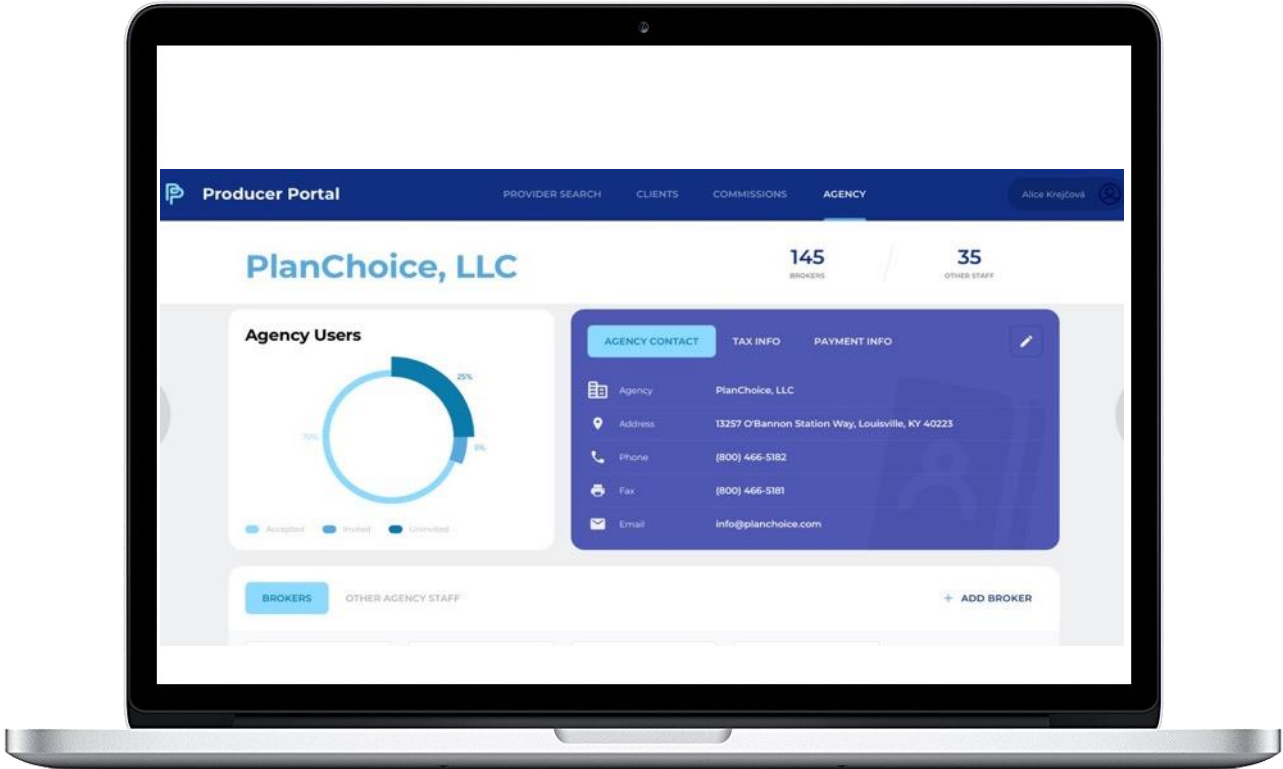 Producer Portal PROVIDER SEARCH CLIENTS COMMISSIONS AGENCY Alice Krejčová
PlanChoice, LLC
145
BROKERS
35
OTHER STAFF
Agency Users
25%
70%
5%
Accepted Invited Uninvited
AGENCY CONTACT TAX INFO PAYMENT INFO
Agency PlanChoice, LLC
Address 13257 O'Bannon Station Way, Louisville, KY 40223
Phone (800) 466-5182
Fax (800) 466-5181
Email info@planchoice.com
BROKERS OTHER AGENCY STAFF + ADD BROKER